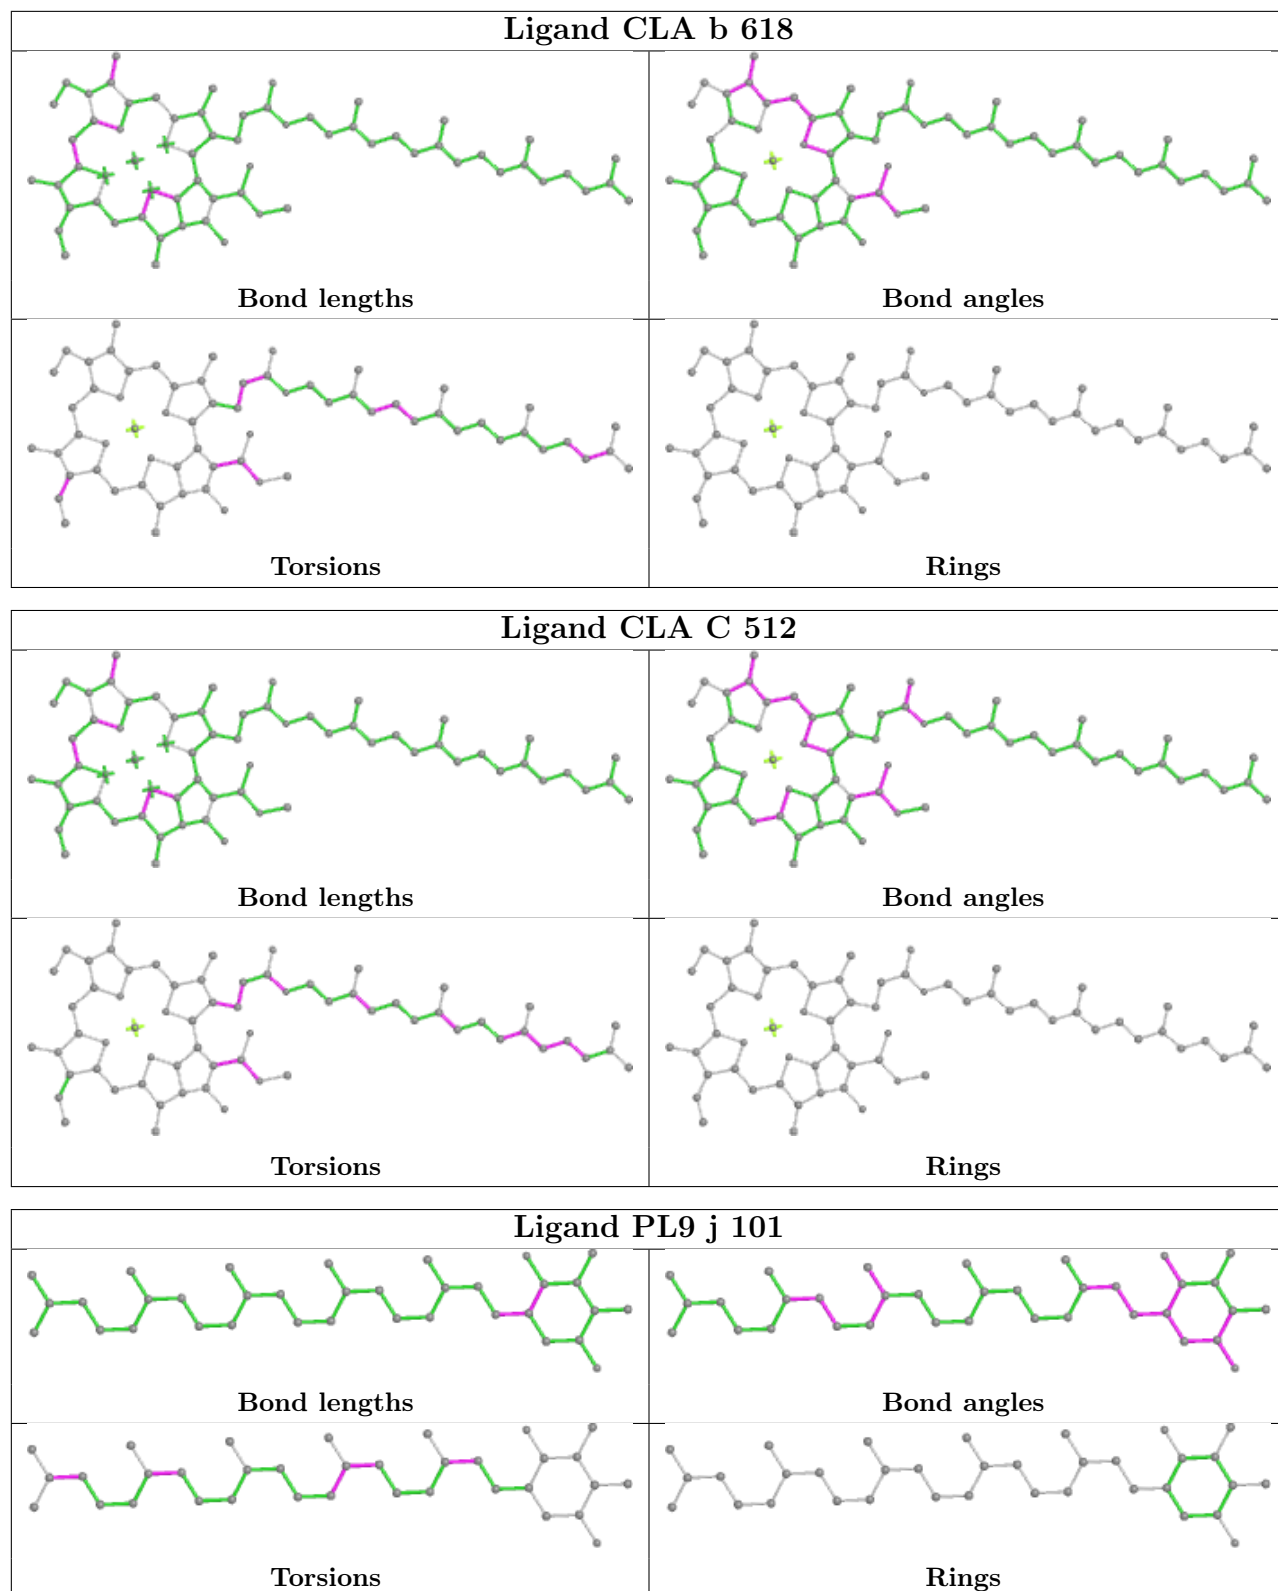 Ligand CLA b 618
Bond lengths
Bond angles
Torsions
Rings
Ligand CLA C 512
Bond lengths
Bond angles
Torsions
Rings
Ligand PL9 j 101
Bond lengths
Bond angles
Torsions
Rings